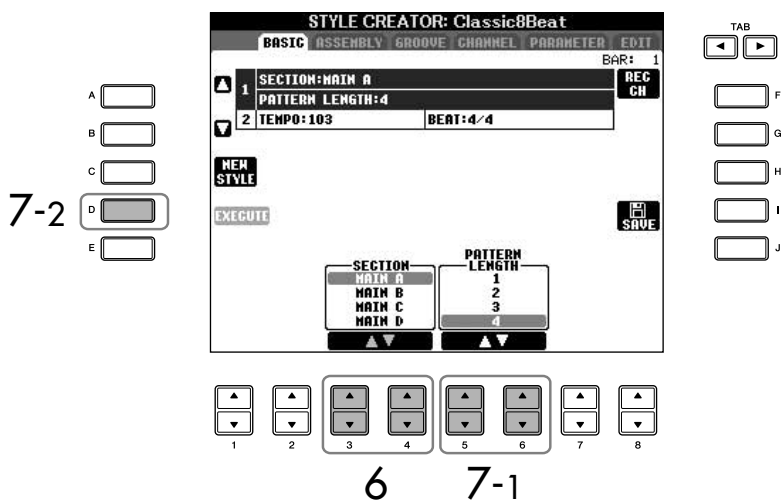 STYLE CREATOR: Classic8Beat
TAB
BASIC ASSEMBLY GROOVE CHANNEL PARAMETER EDIT
BAR: 1
1 SECTION:MAIN A
PATTERN LENGTH:4
REC CH
2 TEMPO:103 BEAT:4/4
NEW STYLE
EXECUTE
SAVE
A
B
C
D
E
F
G
H
I
J
7-2
SECTION
MAIN A
MAIN B
MAIN C
MAIN D
PATTERN LENGTH
1
2
3
4
1 2 3 4 5 6 7 8
6 7-1